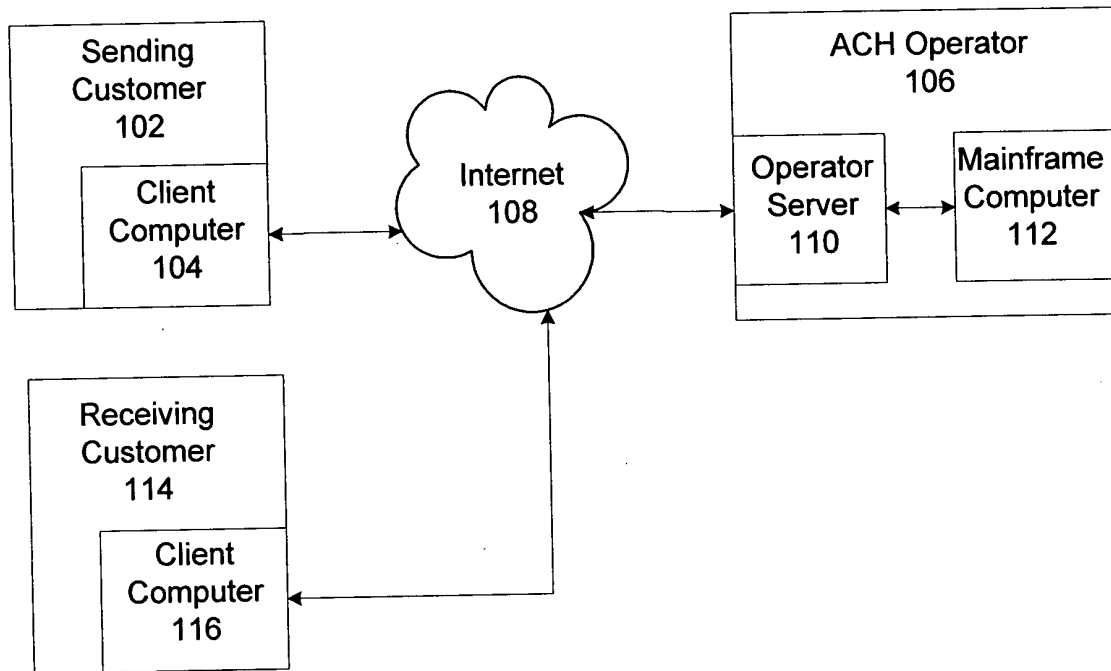 Sending
Customer
102
Client
Computer
104
Internet
108
ACH Operator
106
Operator
Server
110
Mainframe
Computer
112
Receiving
Customer
114
Client
Computer
116